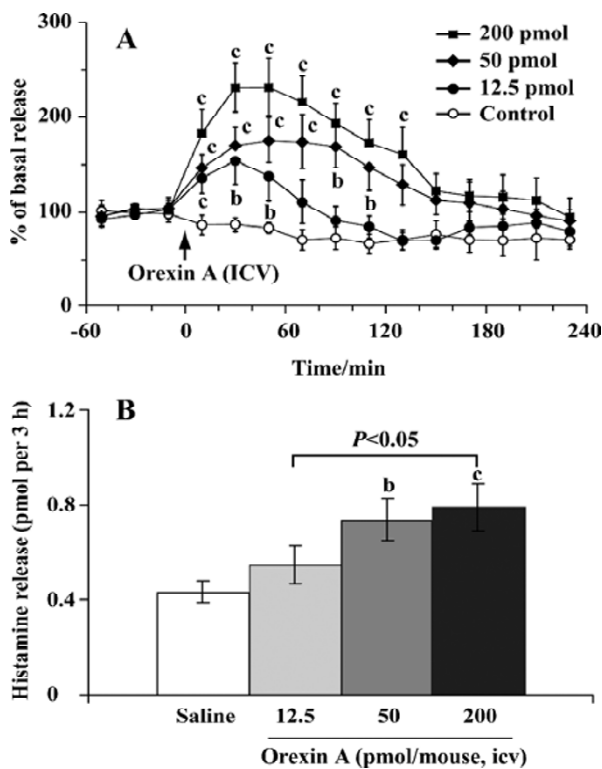 300
A
200 pmol
50 pmol
12.5 pmol
Control
c c
c c
c c c c
c c c c
200
% of basal release
b b
c b b
100
Orexin A (ICV)
0
-60 0 60 120 180 240
Time/min
1.2
B
P<0.05
Histamine release (pmol per 3 h)
b c
0.8
0.4
0
Saline 12.5 50 200
Orexin A (pmol/mouse, icv)